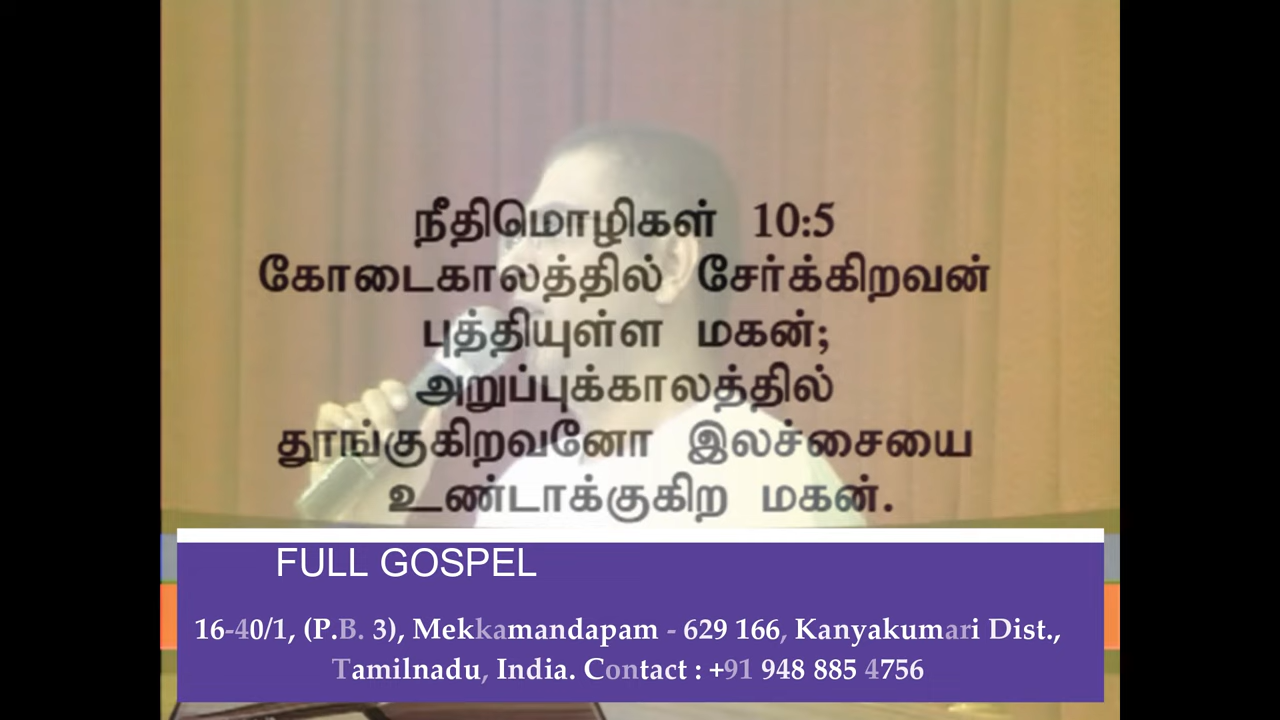 நீதிமொழிகள் 10:5
கோடைகாலத்தில் சேர்க்கிறவன்
புத்தியுள்ள மகன்;
அறுப்புக்காலத்தில்
தூங்குகிறவனோ இலச்சையை
உண்டாக்குகிற மகன்.
FULL GOSPEL
16-40/1, (P.B. 3), Mekkamandapam - 629 166, Kanyakumari Dist.,
Tamilnadu, India. Contact : +91 948 885 4756